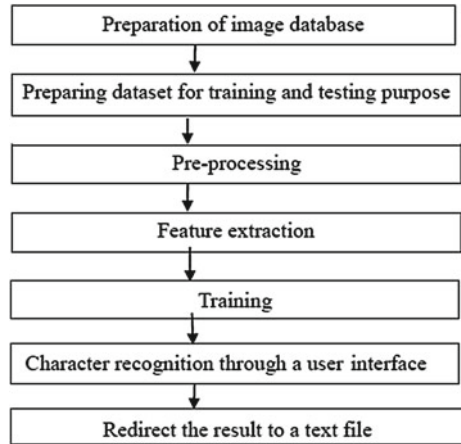 Preparation of image database
Preparing dataset for training and testing purpose
Pre-processing
Feature extraction
Training
Character recognition through a user interface
Redirect the result to a text file